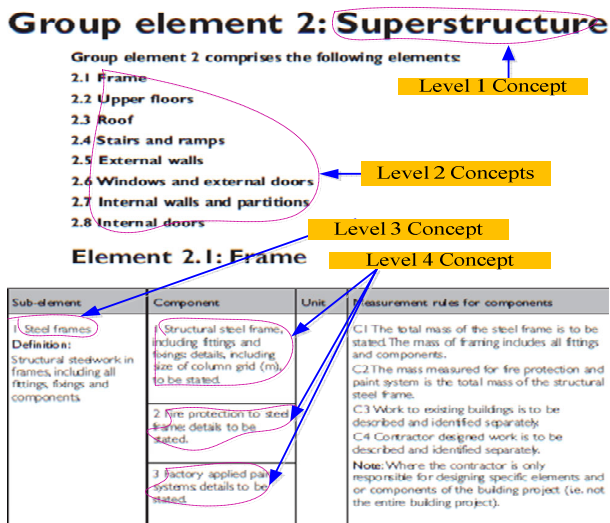 Group element 2: Superstructure
Group element 2 comprises the following elements:
Level 1 Concept
2.1 Frame
2.2 Upper floors
2.3 Roof
2.4 Stairs and ramps
2.5 External walls
2.6 Windows and external doors
2.7 Internal walls and partitions
2.8 Internal doors
Level 2 Concepts
Level 3 Concept
Element 2.1: Frame
Level 4 Concept
Sub-element
Component
Unit
Measurement rules for components
1 Steel frames
Definition:
Structural steelwork in
frames, including all
fittings, fixings and
components.
1 Structural steel frame,
including fittings and
fixings: details, including
size of column grid (m),
to be stated.
2 Fire protection to steel
frame: details to be
stated.
3 Factory applied paint
systems: details to be
stated.
C1 The total mass of the steel frame is to be
stated. The mass of framing includes all fittings
and components.
C2 The mass measured for fire protection and
paint system is the total mass of the structural
steel frame.
C3 Work to existing buildings is to be
described and identified separately.
C4 Contractor designed work is to be
described and identified separately.
Note: Where the contractor is only
responsible for designing specific elements and
or components of the building project (i.e. not
the entire building project).